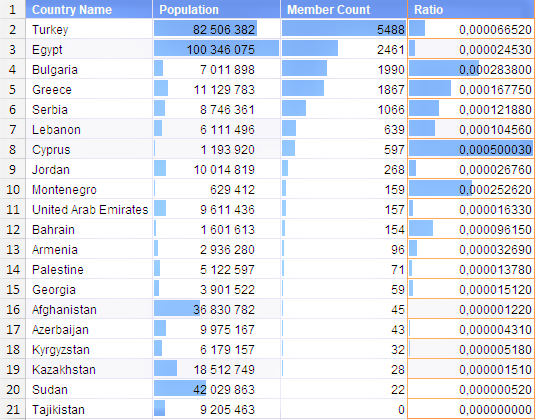 1 Country Name Population Member Count Ratio
2 Turkey 82 506 382 5488 0,000066520
3 Egypt 100 346 075 2461 0,000024530
4 Bulgaria 7 011 898 1990 0,000283800
5 Greece 11 129 783 1867 0,000167750
6 Serbia 8 746 361 1066 0,000121880
7 Lebanon 6 111 496 639 0,000104560
8 Cyprus 1 193 920 597 0,000500030
9 Jordan 10 014 819 268 0,000026760
10 Montenegro 629 412 159 0,000252620
11 United Arab Emirates 9 611 436 157 0,000016330
12 Bahrain 1 601 613 154 0,000096150
13 Armenia 2 936 280 96 0,000032690
14 Palestine 5 122 597 71 0,000013780
15 Georgia 3 901 522 59 0,000015120
16 Afghanistan 36 830 782 45 0,000001220
17 Azerbaijan 9 975 167 43 0,000004310
18 Kyrgyzstan 6 179 157 32 0,000005180
19 Kazakhstan 18 512 749 28 0,000001510
20 Sudan 42 029 863 22 0,000000520
21 Tajikistan 9 205 463 0 0,000000000